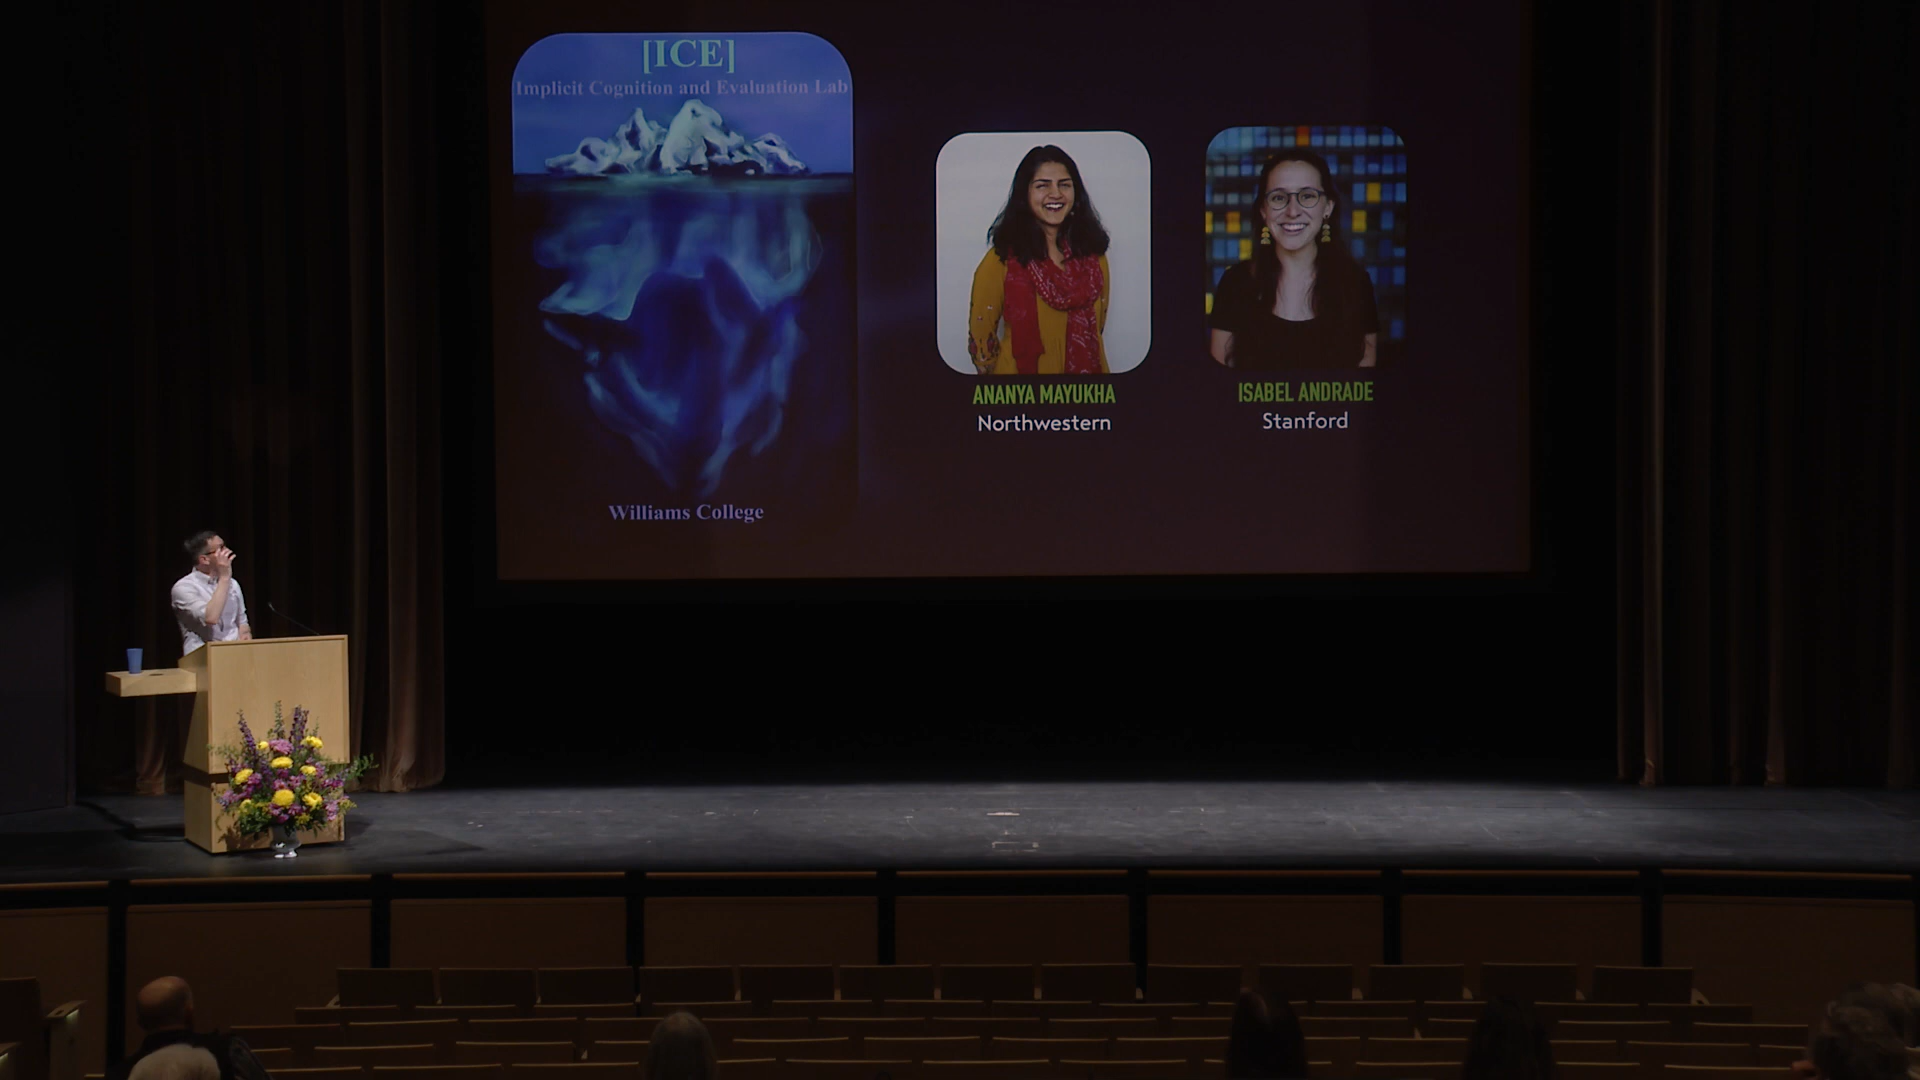 [ICE]
Implicit Cognition and Evaluation Lab
ANANYA MAYUKHA
Northwestern
ISABEL ANDRADE
Stanford
Williams College